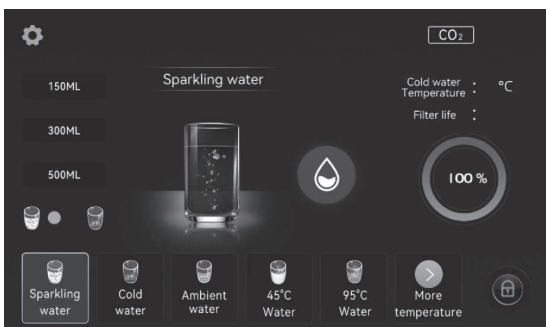 CO₂
Sparkling water
150ML
300ML
500ML
Cold water
Temperature : °C
Filter life :
100 %
Sparkling
water
Cold
water
Ambient
water
45°C
Water
95°C
Water
More
temperature